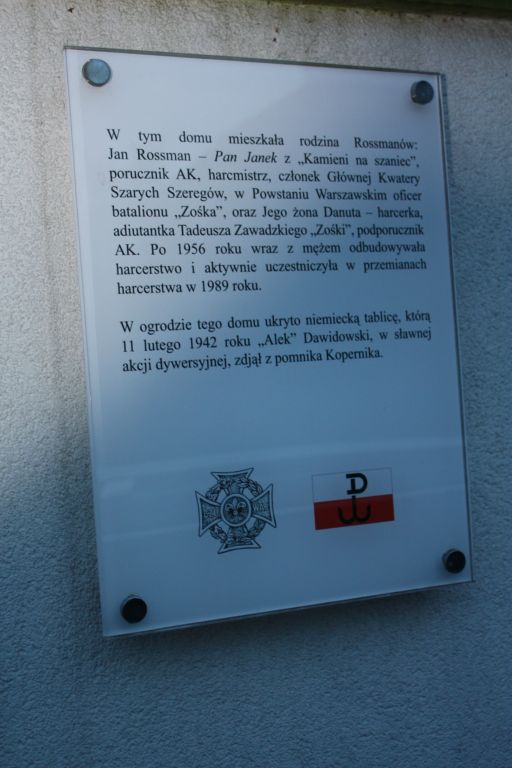 W tym domu mieszkała rodzina Rossmanów:
Jan Rossman – Pan Janek z „Kamieni na szaniec”,
porucznik AK, harcmistrz, członek Głównej Kwatery
Szarych Szeregów, w Powstaniu Warszawskim oficer
batalionu „Zośka”, oraz Jego żona Danuta – harcerka,
adiutantka Tadeusza Zawadzkiego „Zośki”, podporucznik
AK. Po 1956 roku wraz z mężem odbudowywała
harcerstwo i aktywnie uczestniczyła w przemianach
harcerstwa w 1989 roku.
W ogrodzie tego domu ukryto niemiecką tablicę, którą
11 lutego 1942 roku „Alek” Dawidowski, w sławnej
akcji dywersyjnej, zdjął z pomnika Kopernika.